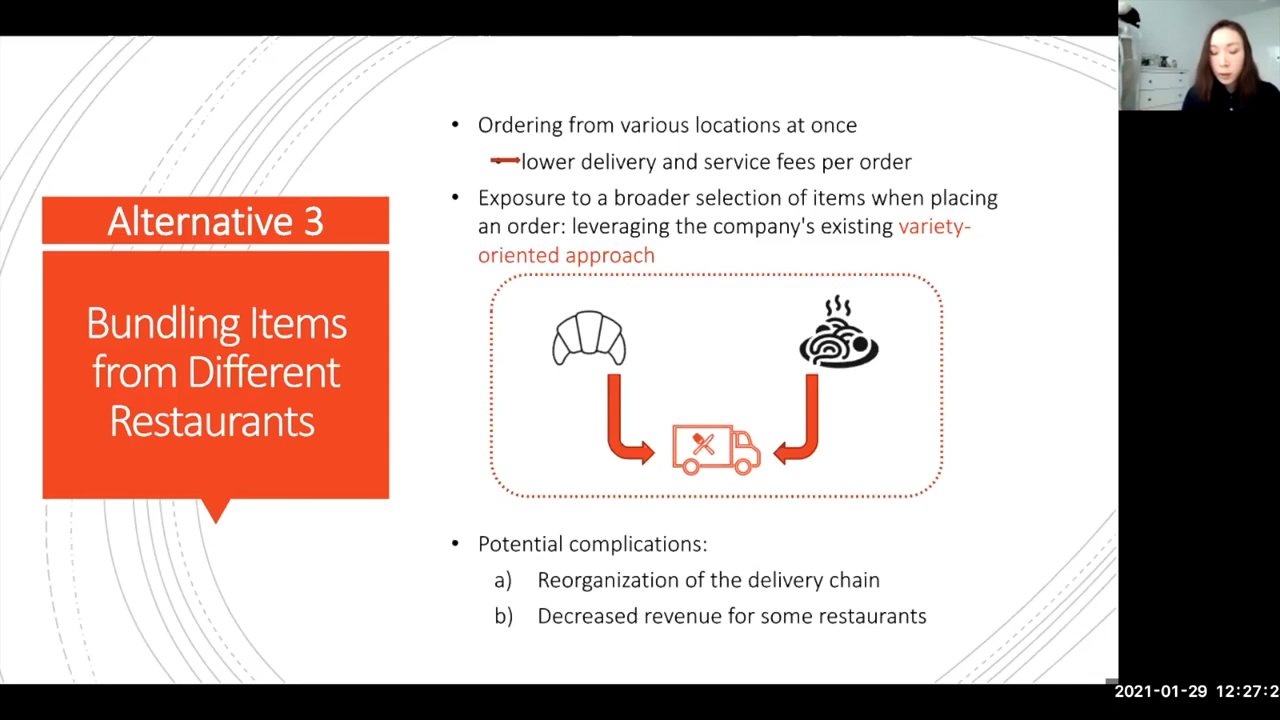 Alternative 3
Bundling Items
from Different
Restaurants
• Ordering from various locations at once
lower delivery and service fees per order
• Exposure to a broader selection of items when placing
an order: leveraging the company's existing variety-
oriented approach
• Potential complications:
a) Reorganization of the delivery chain
b) Decreased revenue for some restaurants
2021-01-29 12:27:2